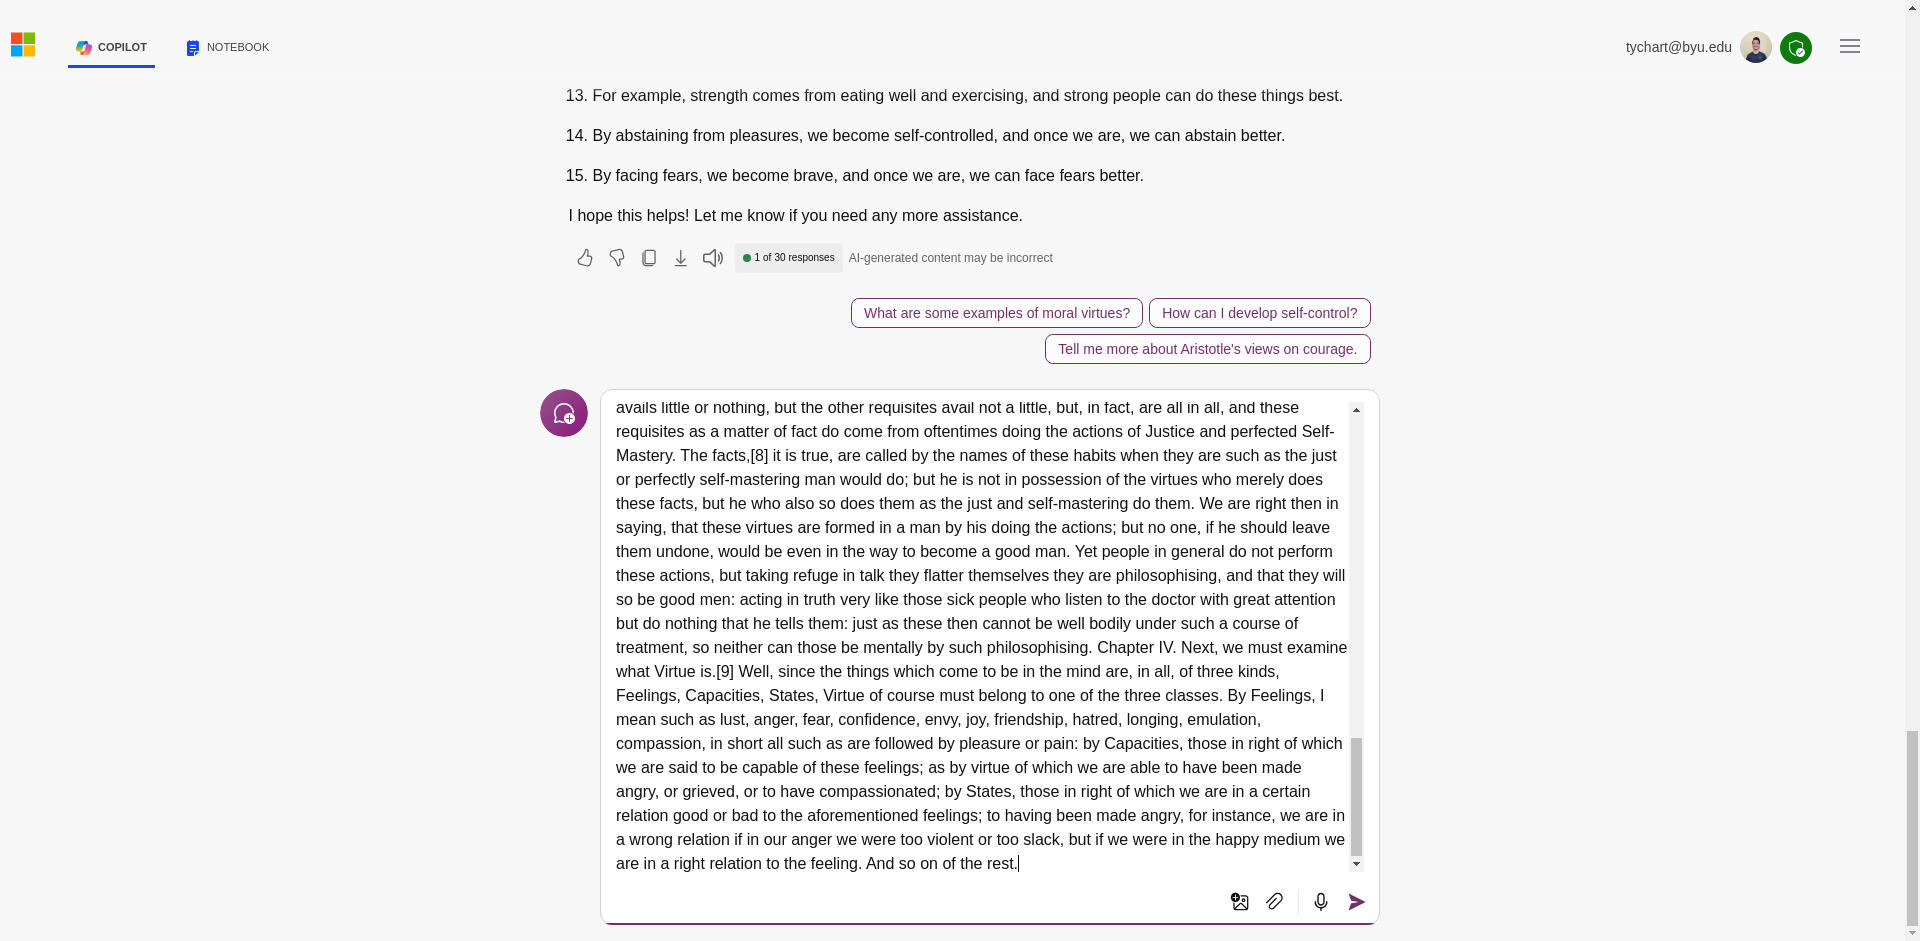 COPILOT
NOTEBOOK
tychart@byu.edu
13. For example, strength comes from eating well and exercising, and strong people can do these things best.
14. By abstaining from pleasures, we become self-controlled, and once we are, we can abstain better.
15. By facing fears, we become brave, and once we are, we can face fears better.
I hope this helps! Let me know if you need any more assistance.
1 of 30 responses
AI-generated content may be incorrect
What are some examples of moral virtues?
How can I develop self-control?
Tell me more about Aristotle's views on courage.
avails little or nothing, but the other requisites avail not a little, but, in fact, are all in all, and these
requisites as a matter of fact do come from oftentimes doing the actions of Justice and perfected Self-
Mastery. The facts,[8] it is true, are called by the names of these habits when they are such as the just
or perfectly self-mastering man would do; but he is not in possession of the virtues who merely does
these facts, but he who also so does them as the just and self-mastering do them. We are right then in
saying, that these virtues are formed in a man by his doing the actions; but no one, if he should leave
them undone, would be even in the way to become a good man. Yet people in general do not perform
these actions, but taking refuge in talk they flatter themselves they are philosophising, and that they will
so be good men: acting in truth very like those sick people who listen to the doctor with great attention
but do nothing that he tells them: just as these then cannot be well bodily under such a course of
treatment, so neither can those be mentally by such philosophising. Chapter IV. Next, we must examine
what Virtue is.[9] Well, since the things which come to be in the mind are, in all, of three kinds,
Feelings, Capacities, States, Virtue of course must belong to one of the three classes. By Feelings, I
mean such as lust, anger, fear, confidence, envy, joy, friendship, hatred, longing, emulation,
compassion, in short all such as are followed by pleasure or pain: by Capacities, those in right of which
we are said to be capable of these feelings; as by virtue of which we are able to have been made
angry, or grieved, or to have compassionated; by States, those in right of which we are in a certain
relation good or bad to the aforementioned feelings; to having been made angry, for instance, we are in
a wrong relation if in our anger we were too violent or too slack, but if we were in the happy medium we
are in a right relation to the feeling. And so on of the rest.